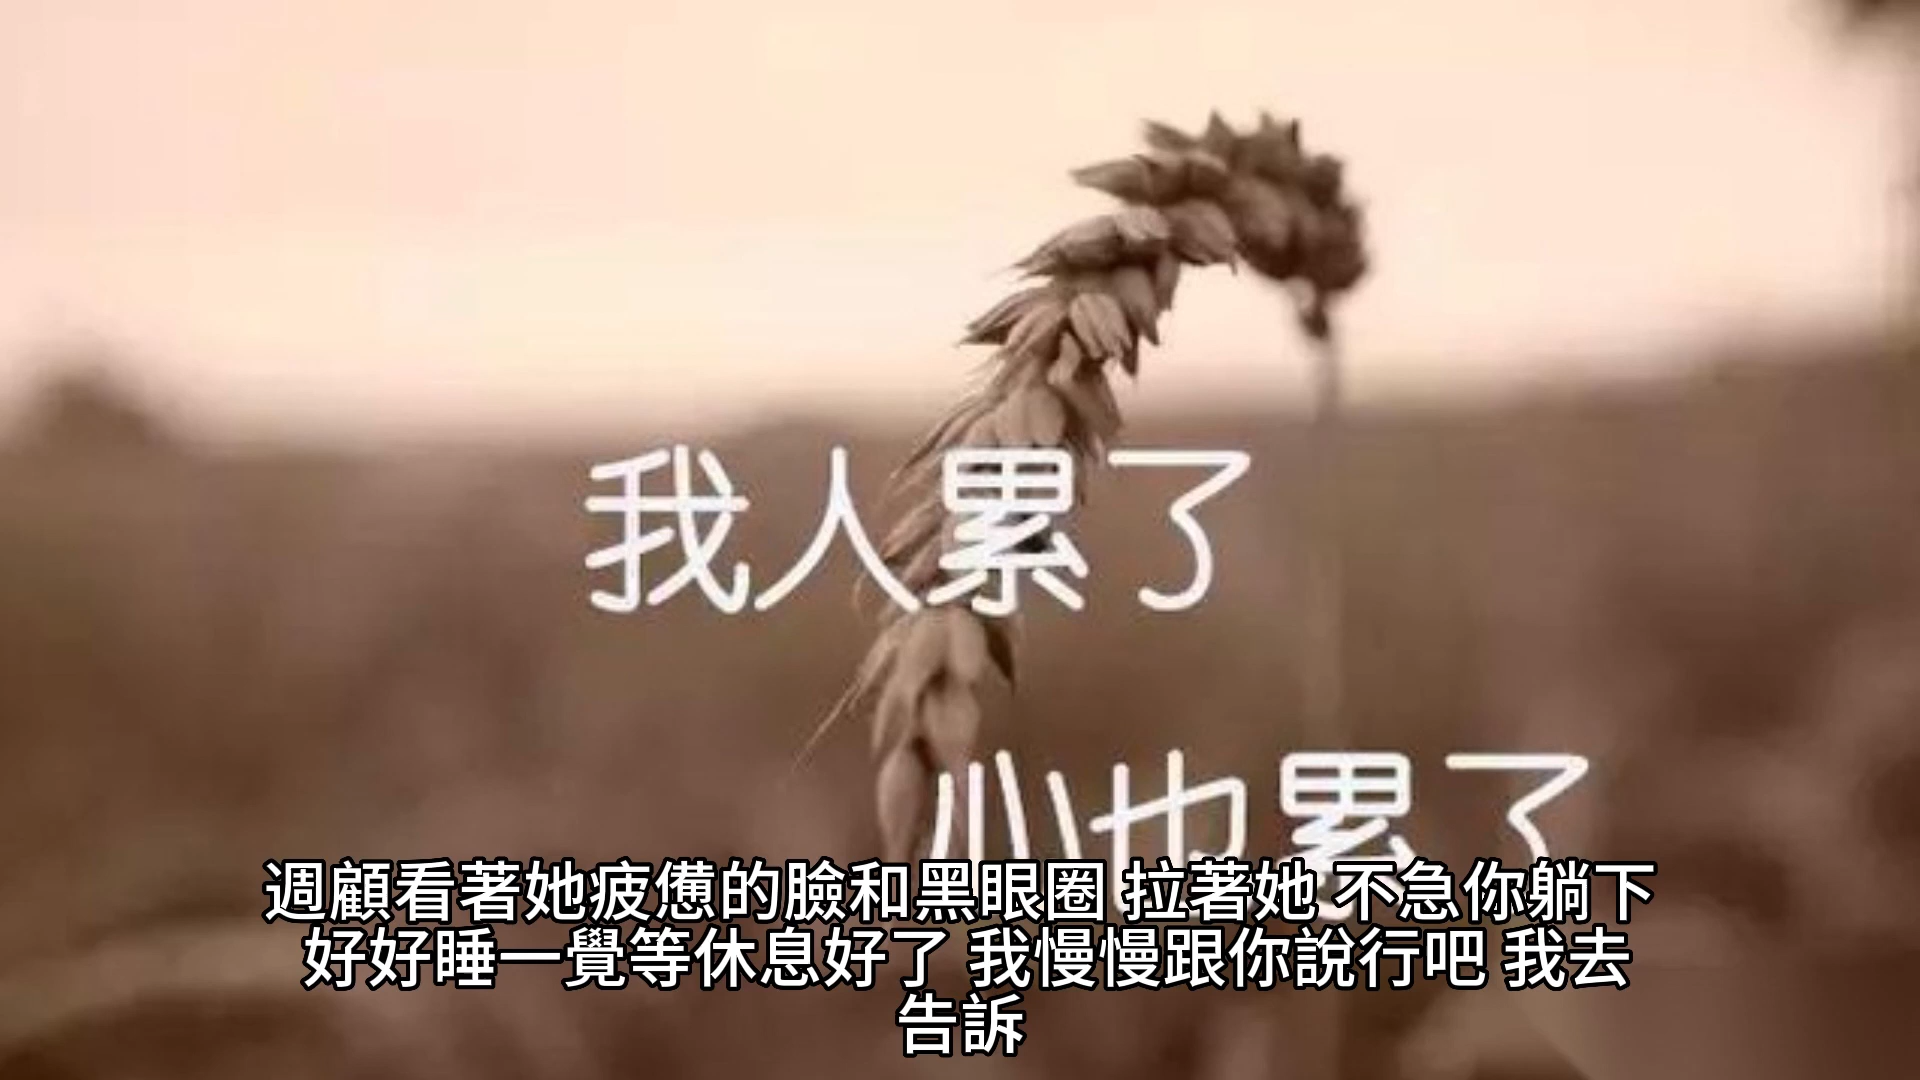 我人累了
心也累了
週顧看著她疲憊的臉和黑眼圈 拉著她 不急你躺下
好好睡一覺等休息好了 我慢慢跟你說行吧 我去
告訴